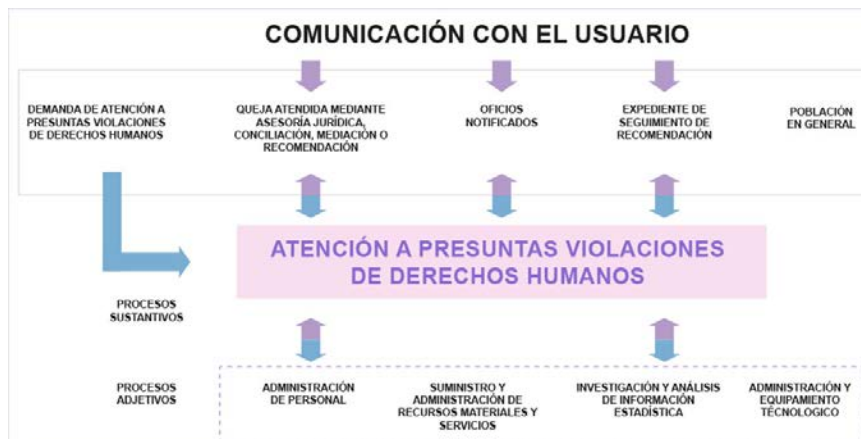 COMUNICACIÓN CON EL USUARIO
DEMANDA DE ATENCIÓN A
PRESUNTAS VIOLACIONES
DE DERECHOS HUMANOS
QUEJA ATENDIDA MEDIANTE
ASESORÍA JURÍDICA,
CONCILIACIÓN, MEDIACIÓN O
RECOMENDACIÓN
OFICIOS
NOTIFICADOS
EXPEDIENTE DE
SEGUIMIENTO DE
RECOMENDACIÓN
POBLACIÓN
EN GENERAL
ATENCIÓN A PRESUNTAS VIOLACIONES
DE DERECHOS HUMANOS
PROCESOS
SUSTANTIVOS
PROCESOS
ADJETIVOS
ADMINISTRACIÓN
DE PERSONAL
SUMINISTRO Y
ADMINISTRACIÓN DE
RECURSOS MATERIALES Y
SERVICIOS
INVESTIGACIÓN Y ANÁLISIS
DE INFORMACIÓN
ESTADÍSTICA
ADMINISTRACIÓN Y
EQUIPAMIENTO
TÉCNOLOGICO